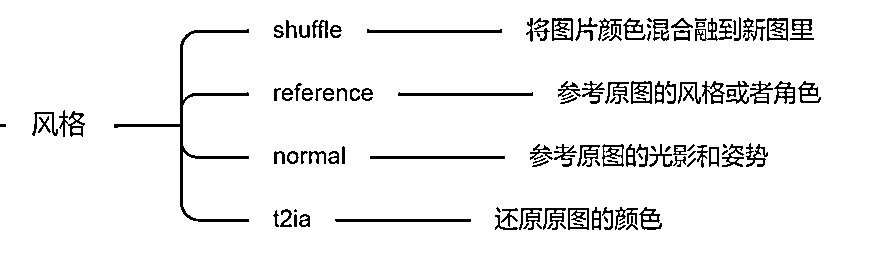 风格
shuffle 将图片颜色混合融到新图里
reference 参考原图的风格或者角色
normal 参考原图的光影和姿势
t2ia 还原原图的颜色